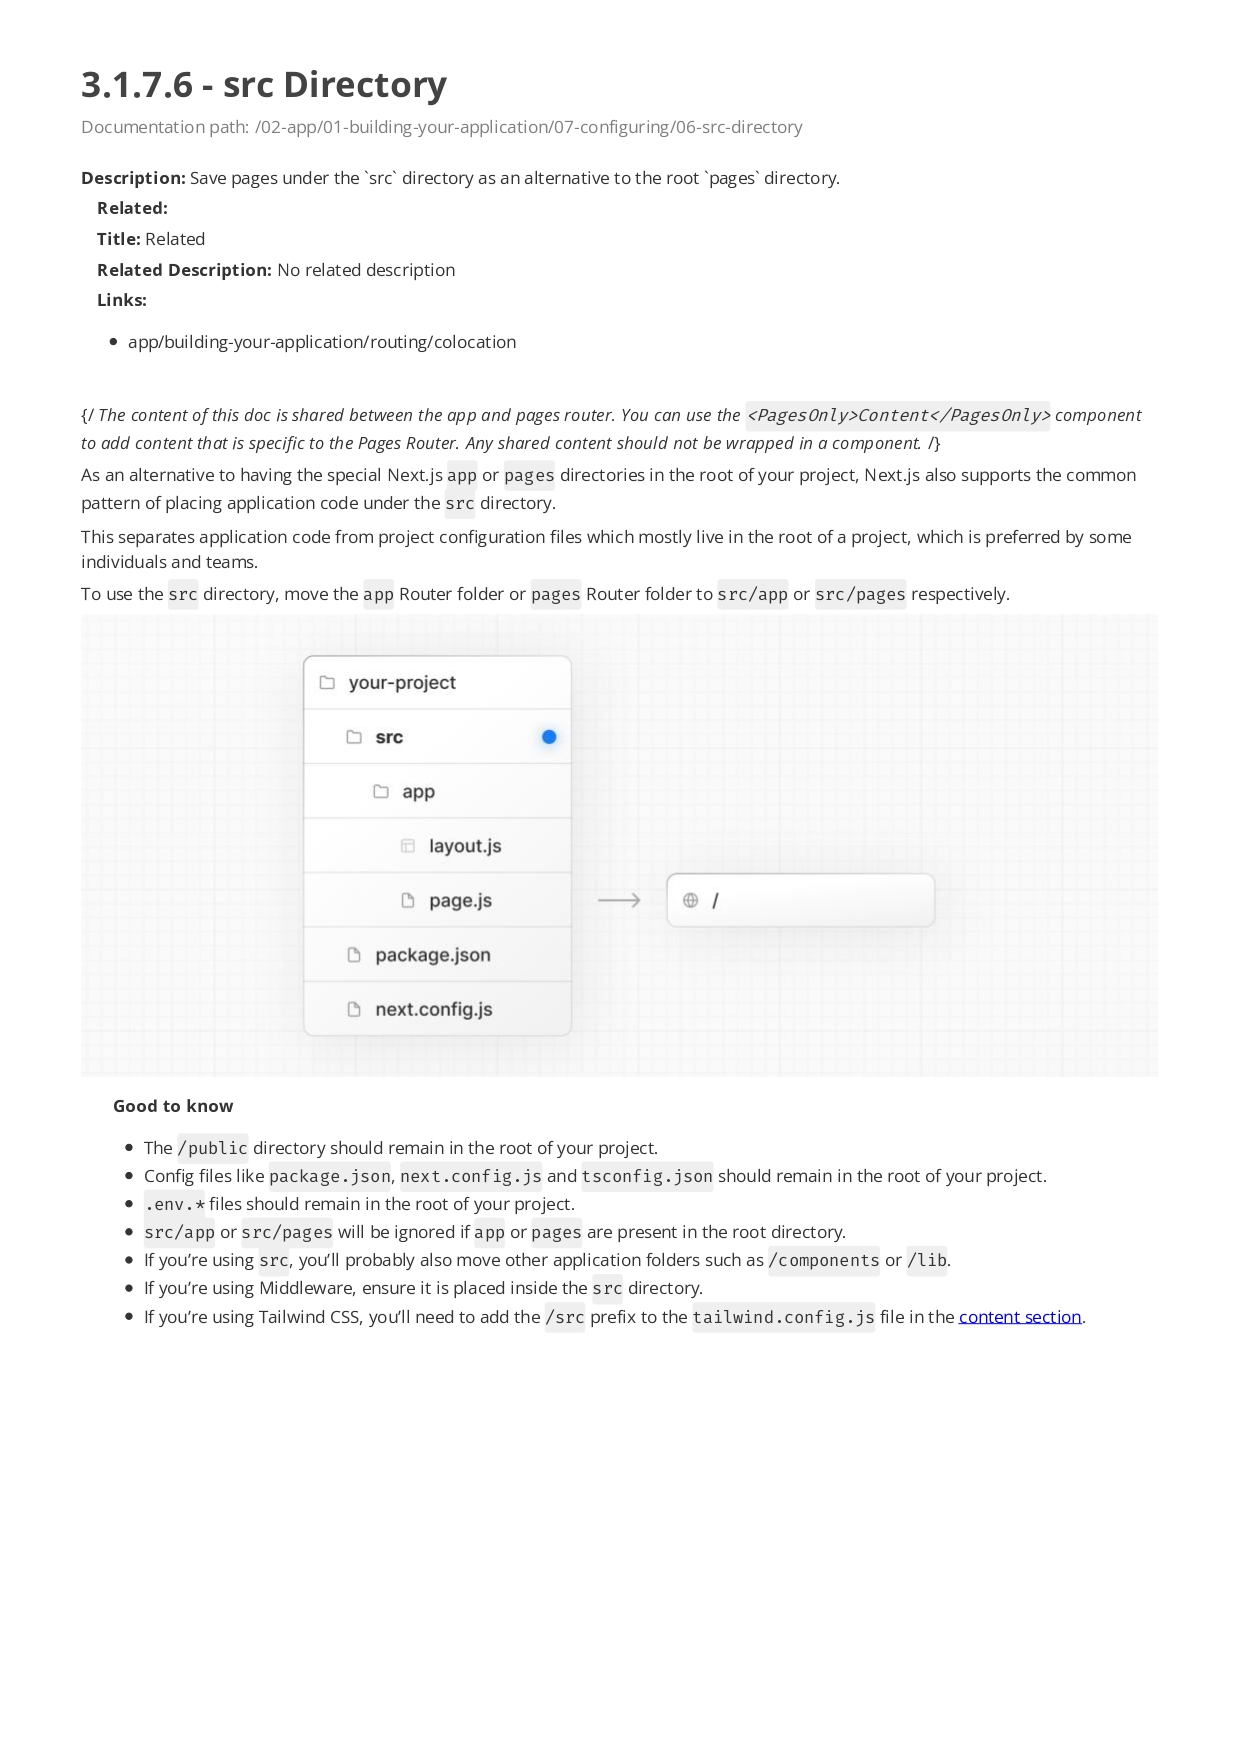 3.1.7.6 - src Directory
Documentation path: /02-app/01-building-your-application/07-configuring/06-src-directory
Description: Save pages under the `src` directory as an alternative to the root `pages` directory.
Related:
Title: Related
Related Description: No related description
Links:
• app/building-your-application/routing/colocation
{/ The content of this doc is shared between the app and pages router. You can use the <PagesOnly>Content</PagesOnly> component
to add content that is specific to the Pages Router. Any shared content should not be wrapped in a component. /}
As an alternative to having the special Next.js app or pages directories in the root of your project, Next.js also supports the common
pattern of placing application code under the src directory.
This separates application code from project configuration files which mostly live in the root of a project, which is preferred by some
individuals and teams.
To use the src directory, move the app Router folder or pages Router folder to src/app or src/pages respectively.
your-project
src
app
layout.js
page.js
/
package.json
next.config.js
Good to know
• The /public directory should remain in the root of your project.
• Config files like package.json, next.config.js and tsconfig.json should remain in the root of your project.
• .env.* files should remain in the root of your project.
• src/app or src/pages will be ignored if app or pages are present in the root directory.
• If you’re using src, you’ll probably also move other application folders such as /components or /lib.
• If you’re using Middleware, ensure it is placed inside the src directory.
• If you’re using Tailwind CSS, you’ll need to add the /src prefix to the tailwind.config.js file in the content section.